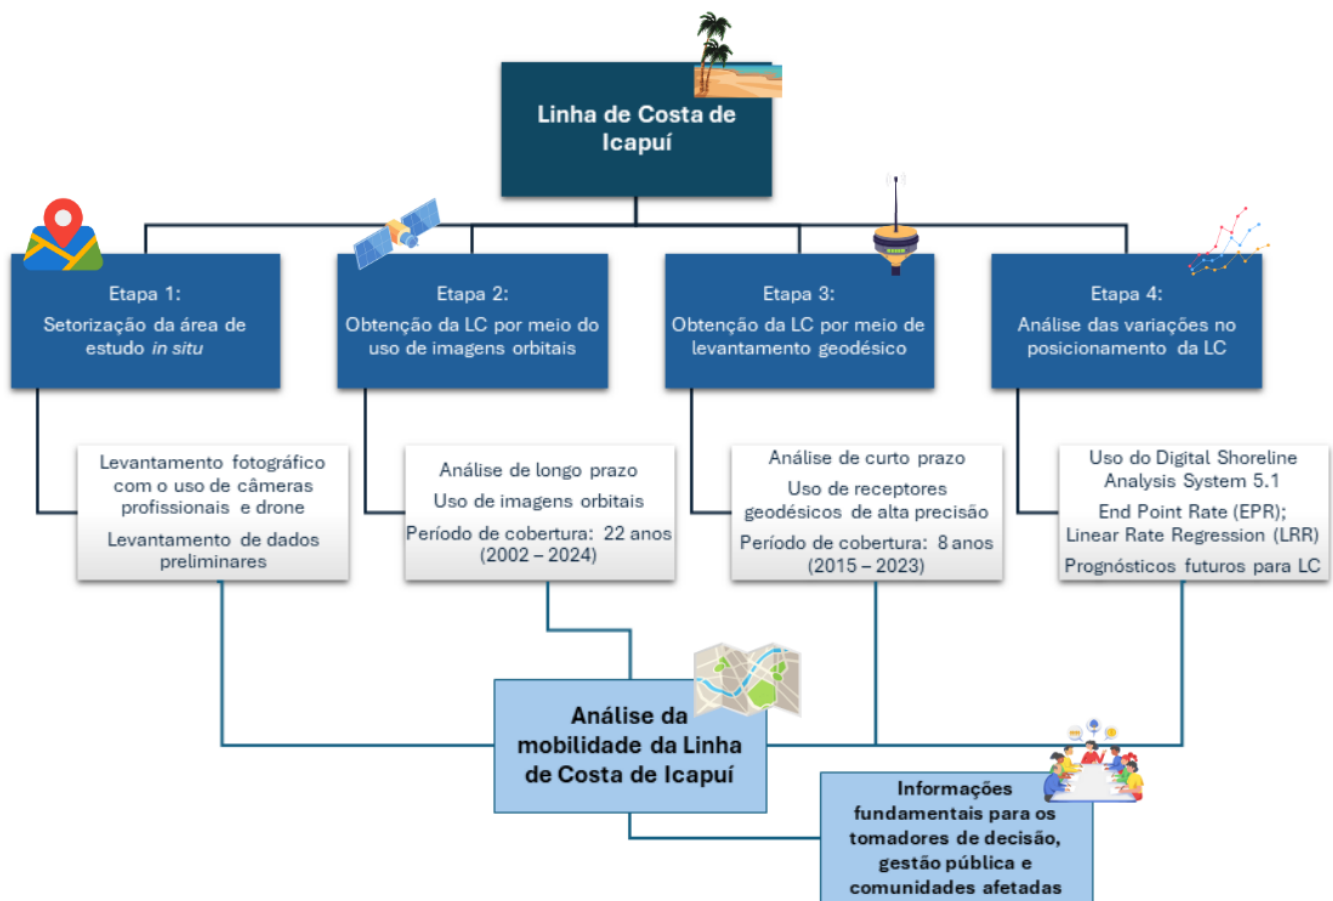 Linha de Costa de
Icapuí
Etapa 1:
Setorização da área de
estudo in situ
Etapa 2:
Obtenção da LC por meio do
uso de imagens orbitais
Etapa 3:
Obtenção da LC por meio de
levantamento geodésico
Etapa 4:
Análise das variações no
posicionamento da LC
Levantamento fotográfico
com o uso de câmeras
profissionais e drone
Levantamento de dados
preliminares
Análise de longo prazo
Uso de imagens orbitais
Período de cobertura: 22 anos
(2002 – 2024)
Análise de curto prazo
Uso de receptores
geodésicos de alta precisão
Período de cobertura: 8 anos
(2015 – 2023)
Uso do Digital Shoreline
Analysis System 5.1
End Point Rate (EPR);
Linear Rate Regression (LRR)
Prognósticos futuros para LC
Análise da
mobilidade da Linha
de Costa de Icapuí
Informações
fundamentais para os
tomadores de decisão,
gestão pública e
comunidades afetadas